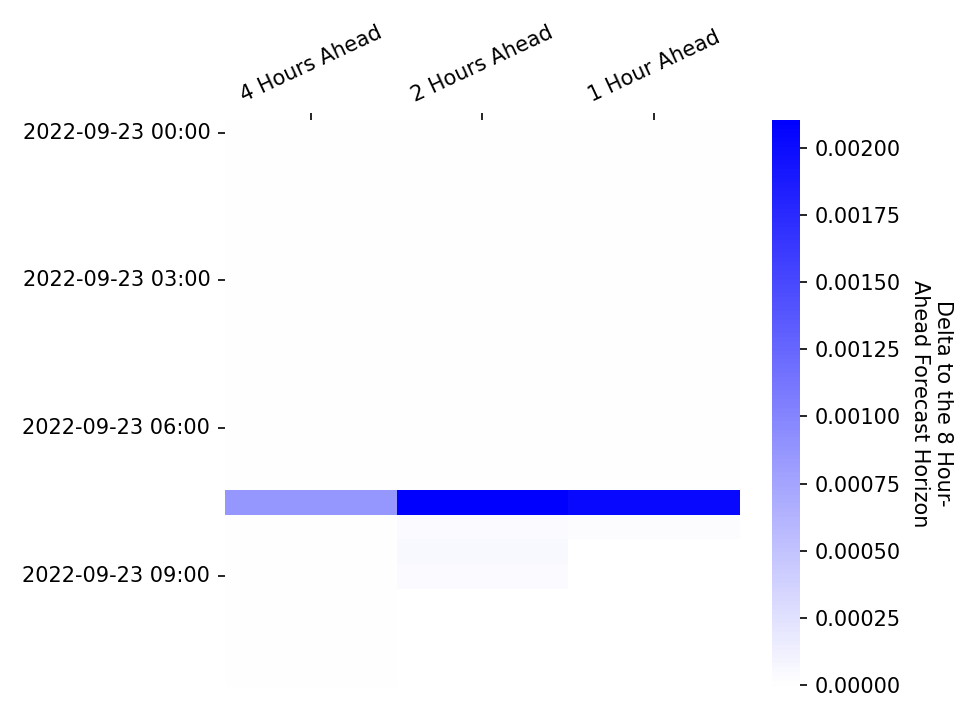 4 Hours Ahead
2 Hours Ahead
1 Hour Ahead
2022-09-23 00:00
2022-09-23 03:00
2022-09-23 06:00
2022-09-23 09:00
0.00200
0.00175
0.00150
0.00125
0.00100
0.00075
0.00050
0.00025
0.00000
Delta to the 8 Hour-
Ahead Forecast Horizon